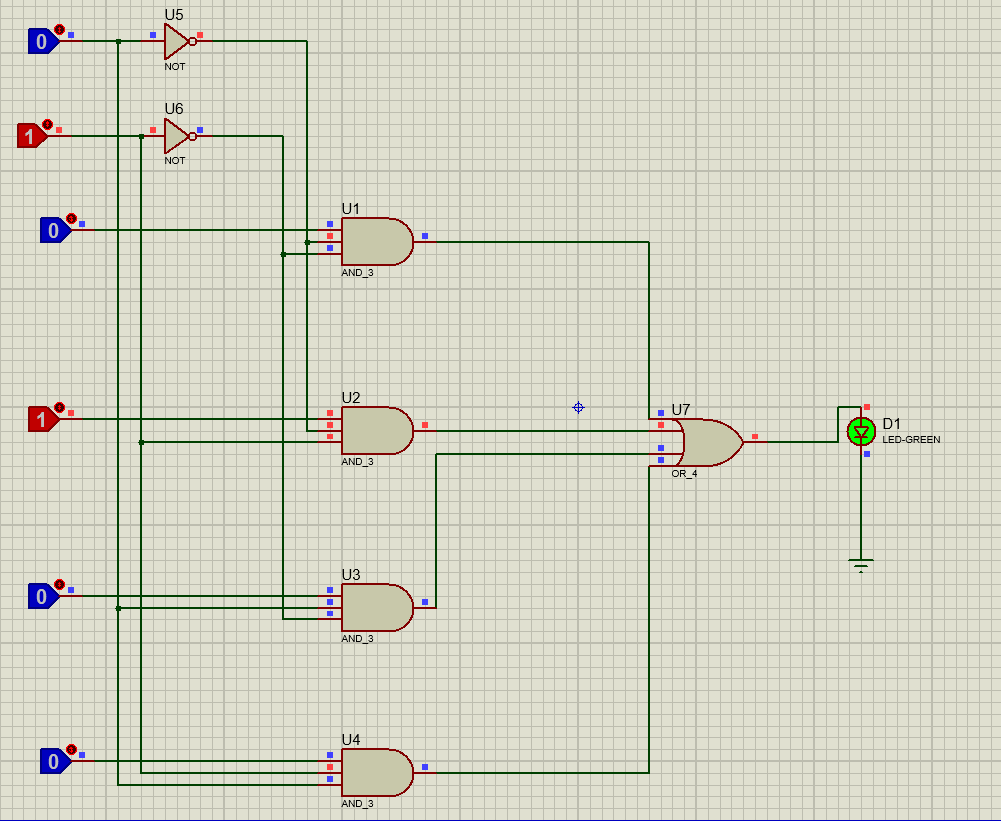 U5
0
NOT
U6
1
NOT
U1
0
AND_3
U2
1
AND_3
U7
D1
LED-GREEN
OR_4
U3
0
AND_3
U4
0
AND_3